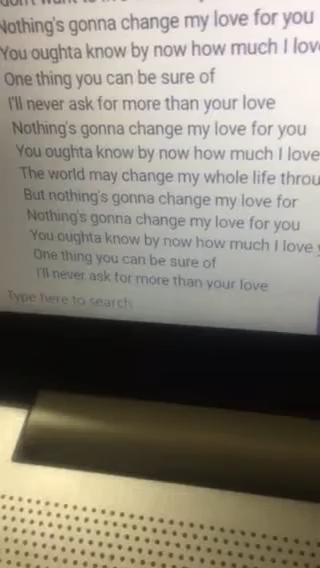 Nothing's gonna change my love for you
You oughta know by now how much I
One thing you can be sure of
I'll never ask for more than your love
Nothing's gonna change my love for you
You oughta know by now how much I love
The world may change my whole life
But nothing's gonna change my love for
Nothing's gonna change my love for you
You oughta know by now how much I love
One thing you can be sure of
I'll never ask for more than your love
Type here to search